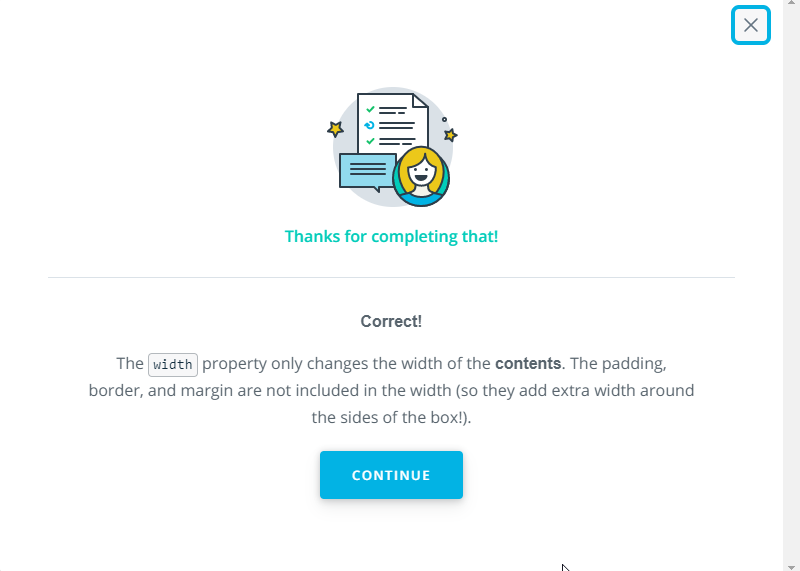 Thanks for completing that!
Correct!
The width property only changes the width of the contents. The padding,
border, and margin are not included in the width (so they add extra width around
the sides of the box!).
CONTINUE